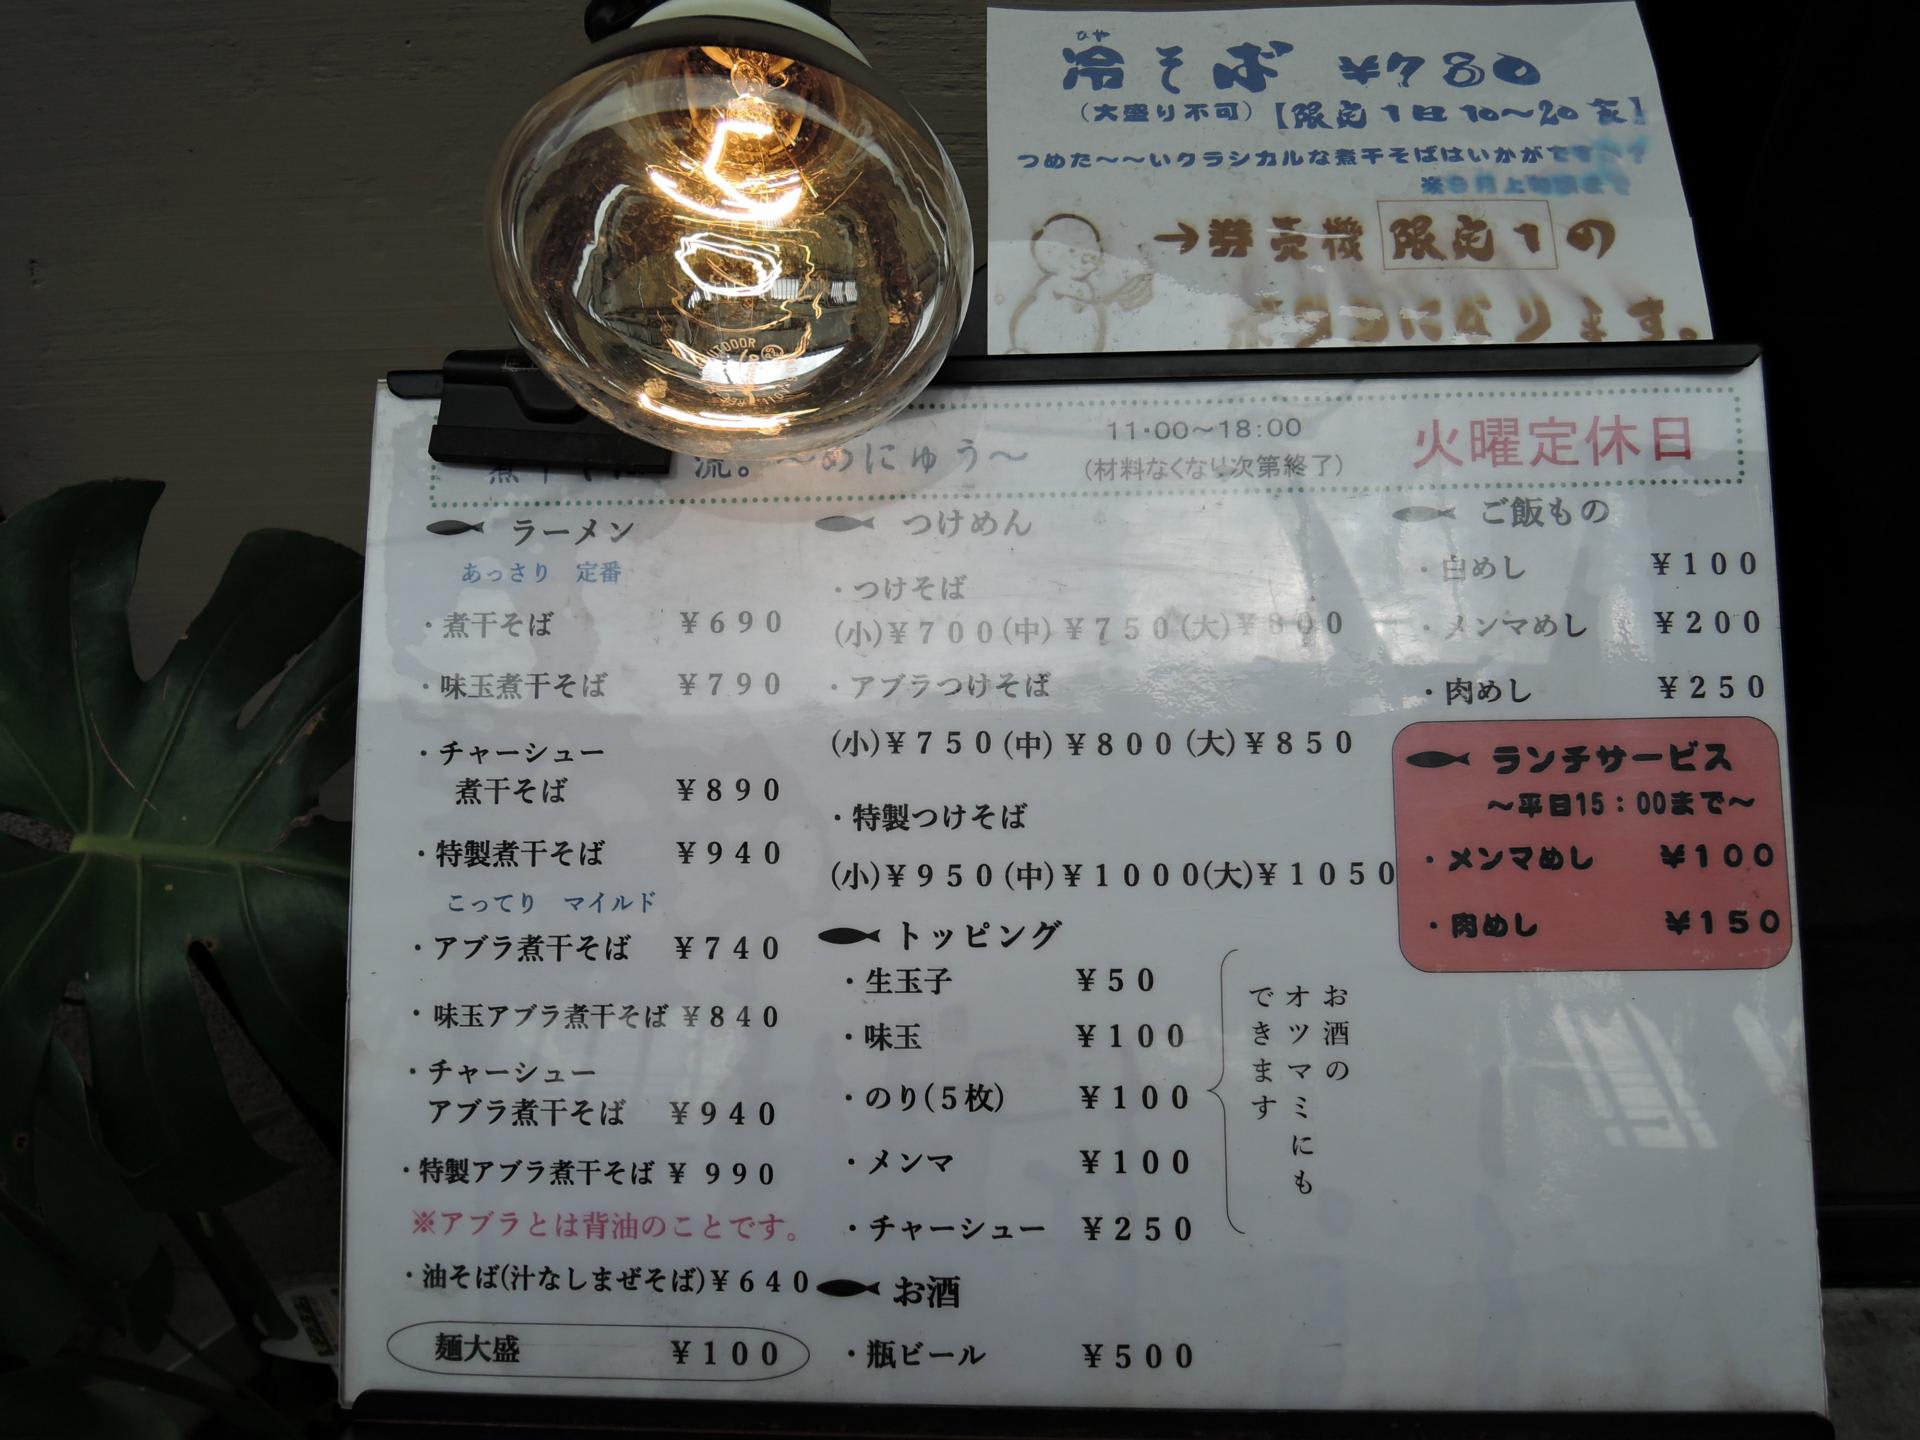 ひや
冷そば ¥780
(大盛り不可)【限定1日10～20食】
つめた～～いクラシカルな煮干そばはいかがですか
→券売機 限定1の
ボタンになります。
流。～めにゅう～
11:00～18:00
(材料なくなり次第終了)
火曜定休日
ラーメン
あっさり 定番
・煮干そば ¥690
・味玉煮干そば ¥790
・チャーシュー
煮干そば ¥890
・特製煮干そば ¥940
こってり マイルド
・アブラ煮干そば ¥740
・味玉アブラ煮干そば ¥840
・チャーシュー
アブラ煮干そば ¥940
・特製アブラ煮干そば ¥990
※アブラとは背油のことです。
・油そば(汁なしまぜそば)¥640
麺大盛 ¥100
つけめん
・つけそば
(小)¥700(中)¥750(大)¥800
・アブラつけそば
(小)¥750(中)¥800(大)¥850
・特製つけそば
(小)¥950(中)¥1000(大)¥1050
トッピング
・生玉子 ¥50
・味玉 ¥100
・のり(5枚) ¥100
・メンマ ¥100
・チャーシュー ¥250
お酒の
オツマミにも
できます
お酒
・瓶ビール ¥500
ご飯もの
・白めし ¥100
・メンマめし ¥200
・肉めし ¥250
ランチサービス
～平日15：00まで～
・メンマめし ¥100
・肉めし ¥150